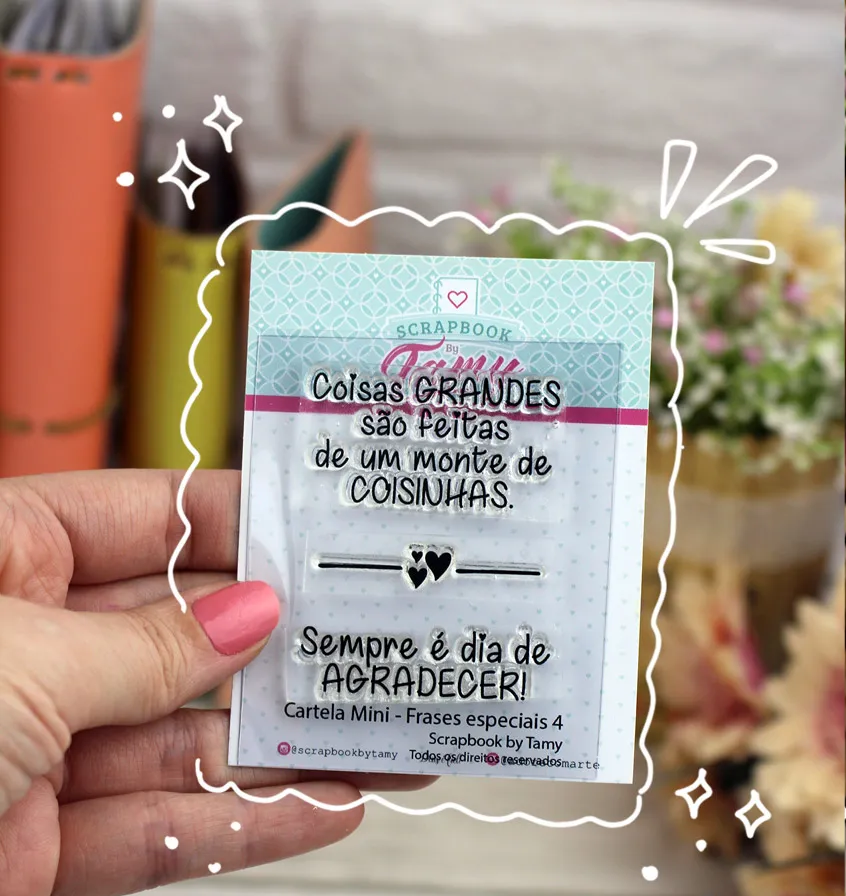 SCRAPBOOK
By
Tamy
Coisas GRANDES
são feitas
de um monte de
COISINHAS.
Sempre é dia de
AGRADECER!
Cartela Mini - Frases especiais 4
Scrapbook by Tamy
@scrapbookbytamy
Todos os direitos reservados